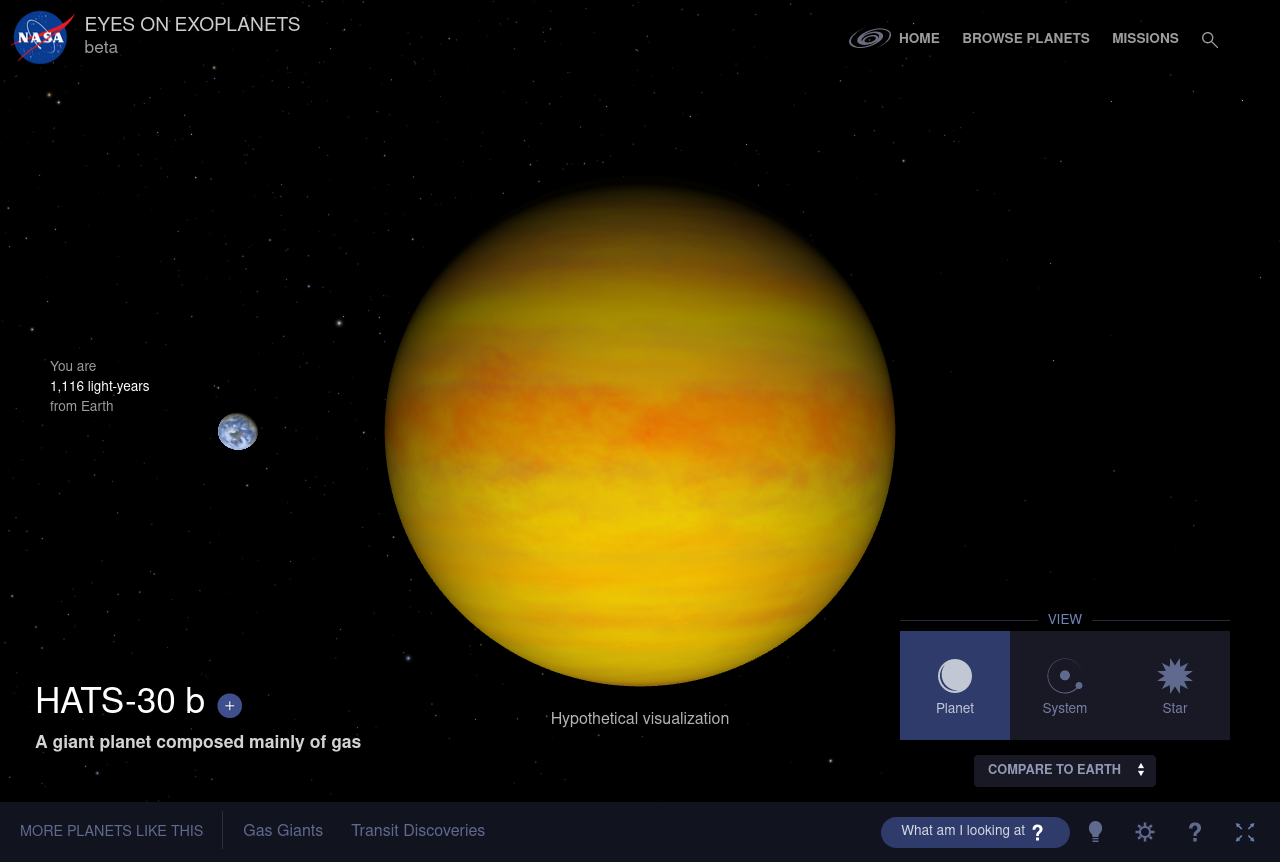 NASA
EYES ON EXOPLANETS
beta
HOME
BROWSE PLANETS
MISSIONS
You are
1,116 light-years
from Earth
HATS-30 b +
A giant planet composed mainly of gas
Hypothetical visualization
VIEW
Planet
System
Star
COMPARE TO EARTH
MORE PLANETS LIKE THIS
Gas Giants
Transit Discoveries
What am I looking at ?
?